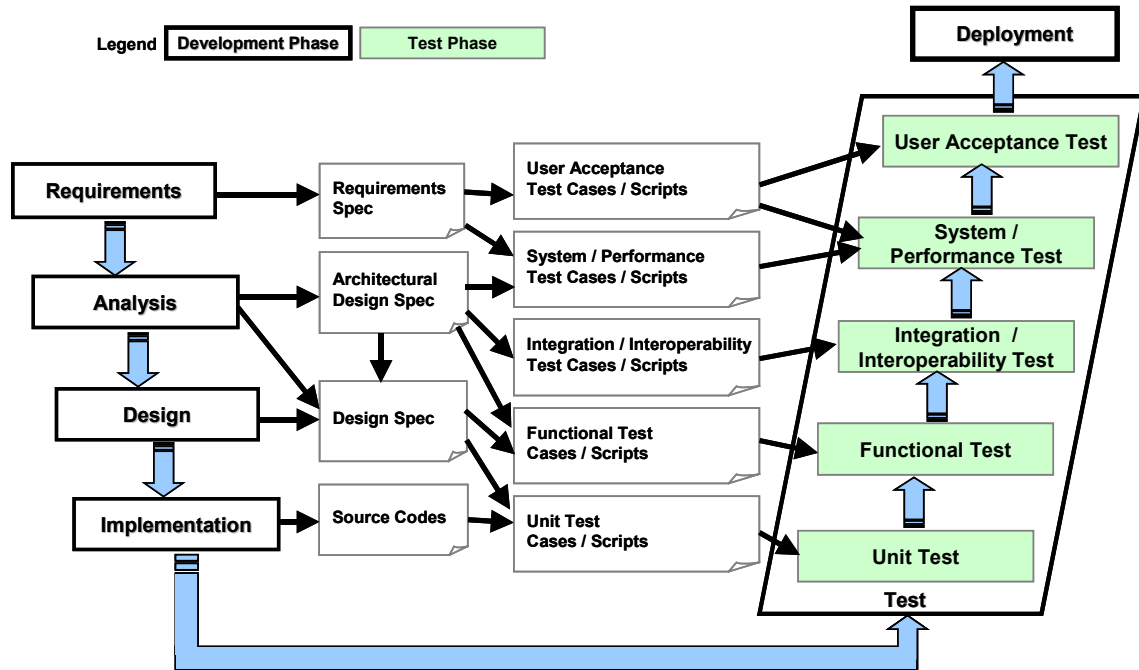 Legend
Development Phase
Test Phase
Deployment
User Acceptance Test
Requirements
Requirements
Spec
User Acceptance
Test Cases / Scripts
System /
Performance Test
System / Performance
Test Cases / Scripts
Analysis
Architectural
Design Spec
Integration /
Interoperability Test
Integration / Interoperability
Test Cases / Scripts
Design
Design Spec
Functional Test
Cases / Scripts
Functional Test
Implementation
Source Codes
Unit Test
Cases / Scripts
Unit Test
Test